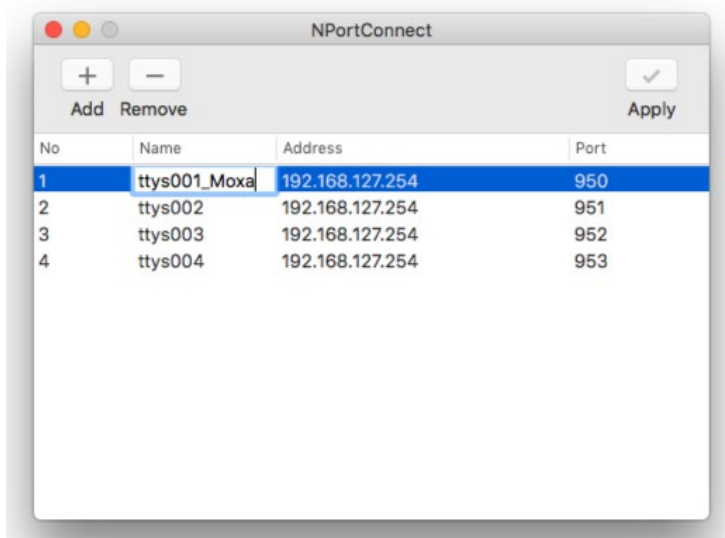 NPortConnect
Add Remove Apply
No Name Address Port
1 ttys001_Moxa 192.168.127.254 950
2 ttys002 192.168.127.254 951
3 ttys003 192.168.127.254 952
4 ttys004 192.168.127.254 953